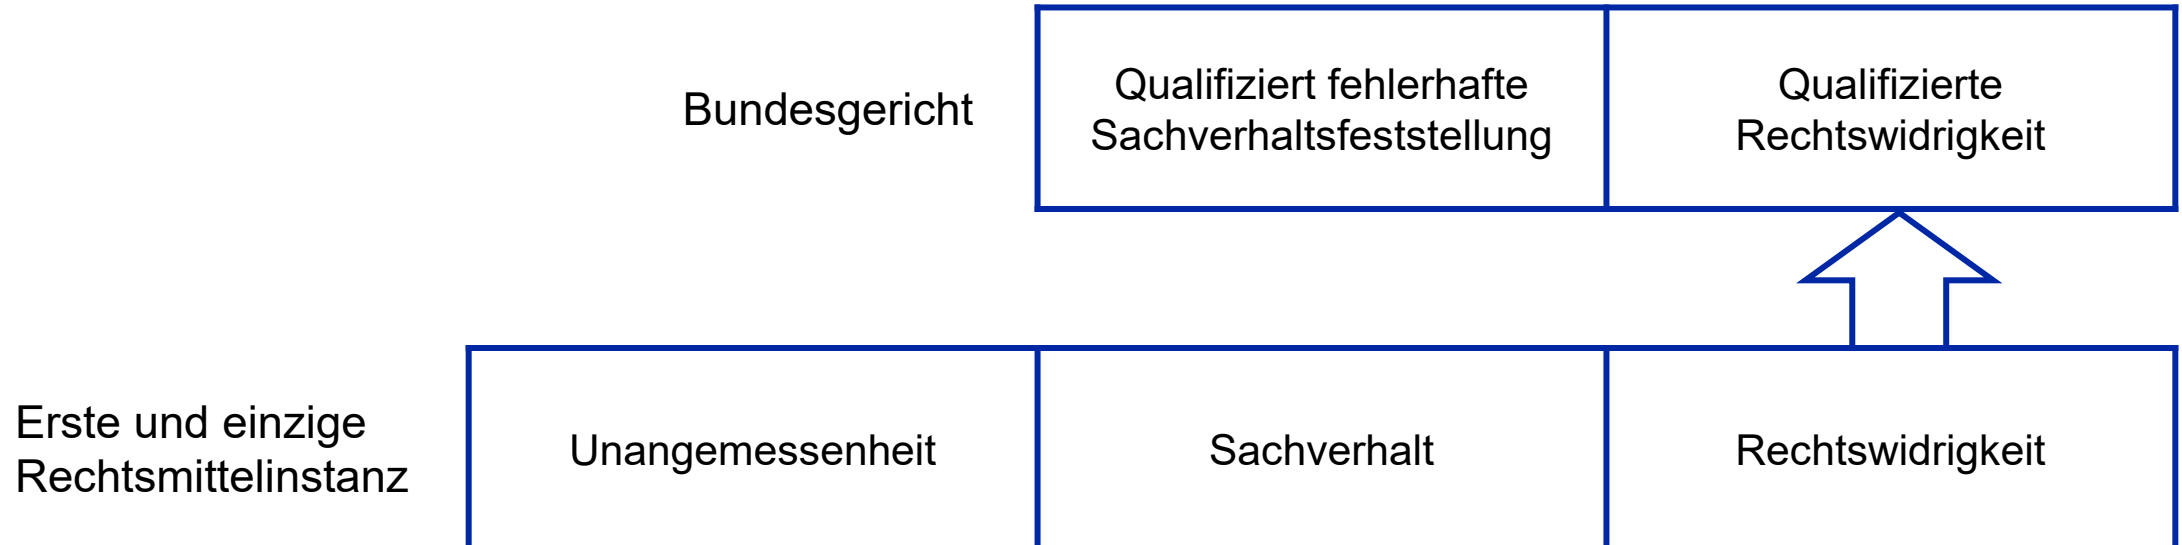 Bundesgericht
Qualifiziert fehlerhafte
Sachverhaltsfeststellung
Qualifizierte
Rechtswidrigkeit
Erste und einzige
Rechtsmittelinstanz
Unangemessenheit
Sachverhalt
Rechtswidrigkeit